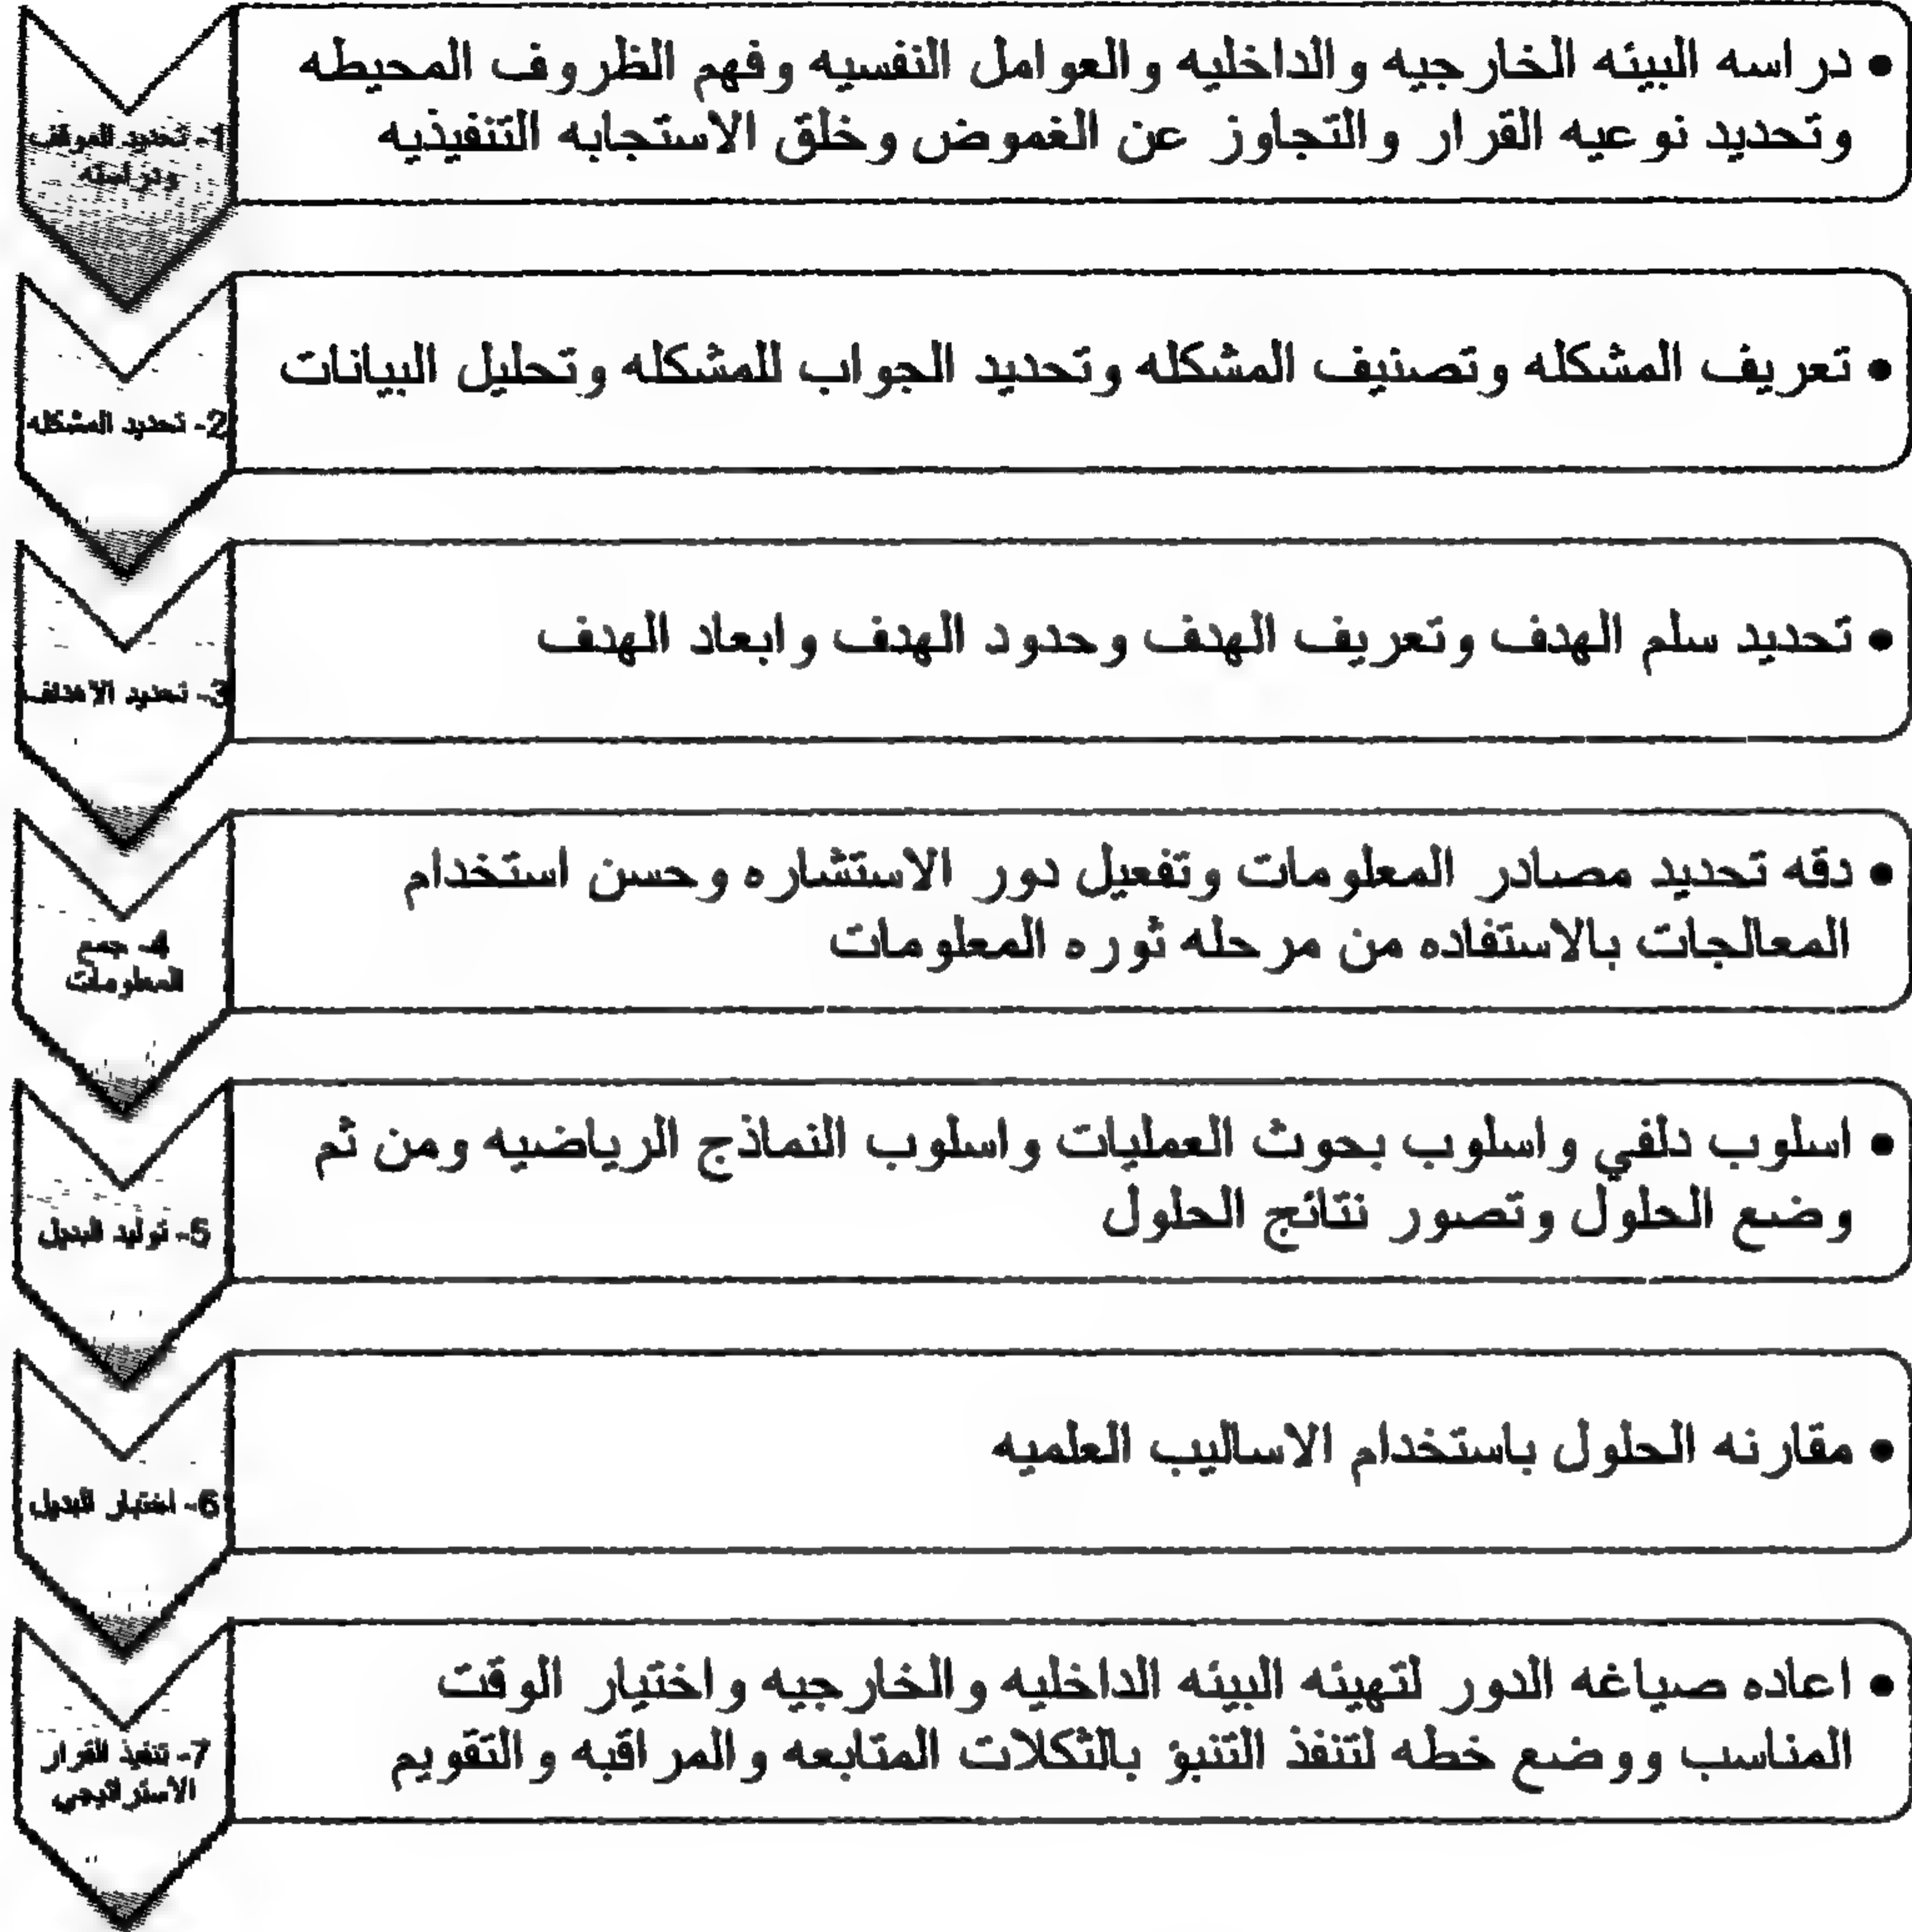 1- تحديد الموقف
ودراسته
• دراسه البيئه الخارجيه والداخليه والعوامل النفسيه وفهم الظروف المحيطه
وتحديد نوعيه القرار والتجاوز عن الغموض وخلق الاستجابه التنفيذيه
2- تحديد المشكله
• تعريف المشكله وتصنيف المشكله وتحديد الجواب للمشكله وتحليل البيانات
3- تحديد الاهداف
• تحديد سلم الهدف وتعريف الهدف وحدود الهدف وابعاد الهدف
4- جمع
المعلومات
• دقه تحديد مصادر المعلومات وتفعيل دور الاستشاره وحسن استخدام
المعالجات بالاستفاده من مرحله ثوره المعلومات
5- توليد البديل
• اسلوب دلفي واسلوب بحوث العمليات واسلوب النماذج الرياضيه ومن ثم
وضع الحلول وتصور نتائج الحلول
6- اختيار البديل
• مقارنه الحلول باستخدام الاساليب العلميه
7- تنفيذ القرار
الاستراتيجي
• اعاده صياغه الدور لتهيئه البيئه الداخليه والخارجيه واختيار الوقت
المناسب ووضع خطه لتنفذ التنبؤ بالثكلات المتابعه والمراقبه والتقويم